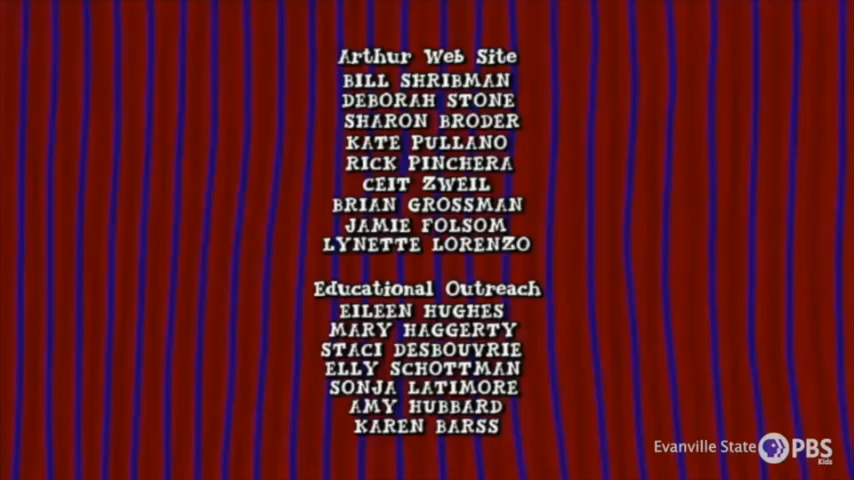 Arthur Web Site
BILL SHRIBMAN
DEBORAH STONE
SHARON BRODER
KATE PULLANO
RICK PINCHERA
CEIT ZWEIL
BRIAN GROSSMAN
JAMIE FOLSOM
LYNETTE LORENZO
Educational Outreach
EILEEN HUGHES
MARY HAGGERTY
STACI DESBOUVRIE
ELLY SCHOTTMAN
SONJA LATIMORE
AMY HUBBARD
KAREN BARSS
Evanville State PBS
Kids